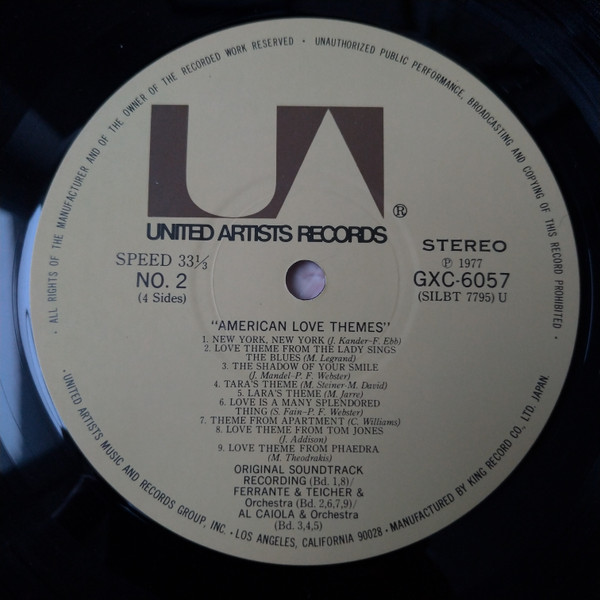 · ALL RIGHTS OF THE MANUFACTURER AND OF THE OWNER OF THE RECORDED WORK RESERVED · UNAUTHORIZED PUBLIC PERFORMANCE, BROADCASTING AND COPYING OF THIS RECORD PROHIBITED ·
UA
®
UNITED ARTISTS RECORDS
SPEED 33⅓
NO. 2
(4 Sides)
STEREO
℗ 1977
GXC-6057
(SILBT 7795) U
"AMERICAN LOVE THEMES"
1. NEW YORK, NEW YORK (J. Kander-F. Ebb)
2. LOVE THEME FROM THE LADY SINGS
THE BLUES (M. Legrand)
3. THE SHADOW OF YOUR SMILE
(J. Mandel-P. F. Webster)
4. TARA'S THEME (M. Steiner-M. David)
5. LARA'S THEME (M. Jarre)
6. LOVE IS A MANY SPLENDORED
THING (S. Fain-P. F. Webster)
7. THEME FROM APARTMENT (C. Williams)
8. LOVE THEME FROM TOM JONES
(J. Addison)
9. LOVE THEME FROM PHAEDRA
(M. Theodrakis)
ORIGINAL SOUNDTRACK
RECORDING (Bd. 1,8)/
FERRANTE & TEICHER &
Orchestra (Bd. 2,6,7,9)/
AL CAIOLA & Orchestra
(Bd. 3,4,5)
· UNITED ARTISTS MUSIC AND RECORDS GROUP, INC. · LOS ANGELES, CALIFORNIA 90028 · MANUFACTURED BY KING RECORD CO., LTD. JAPAN.